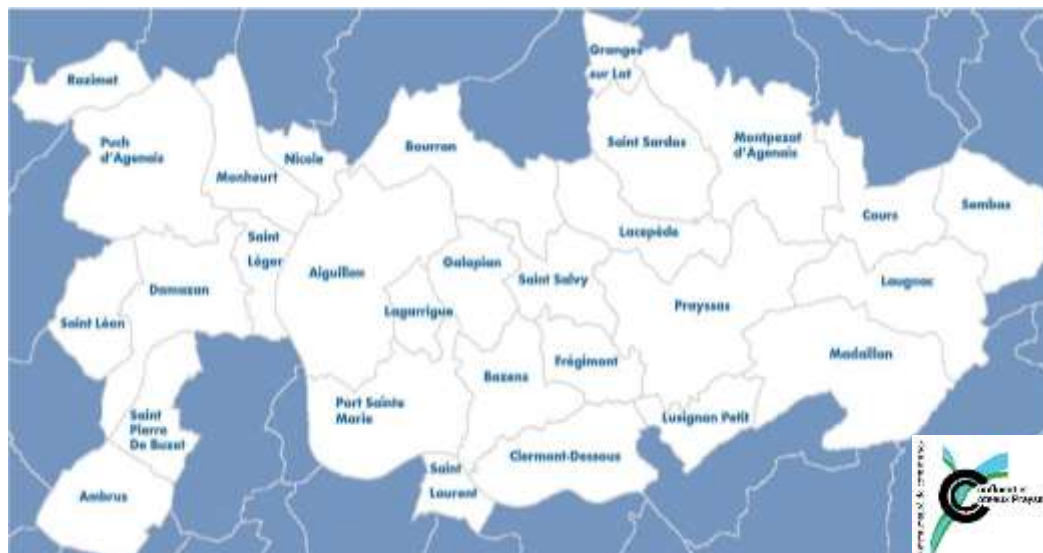 Razimet
Granges
sur Lot
Puch
d'Agenais
Monheurt
Nicole
Bourran
Saint Sardos
Montpezat
d'Agenais
Cours
Sembas
Saint
Léger
Lacepède
Damazan
Aiguillon
Galapian
Saint Salvy
Lagarrigue
Prayssas
Lougnac
Saint Léon
Frégimont
Madaillan
Bazens
Port Sainte
Marie
Lusignan Petit
Saint
Pierre
De Buzet
Clermont-Dessous
Saint
Laurent
Ambrus